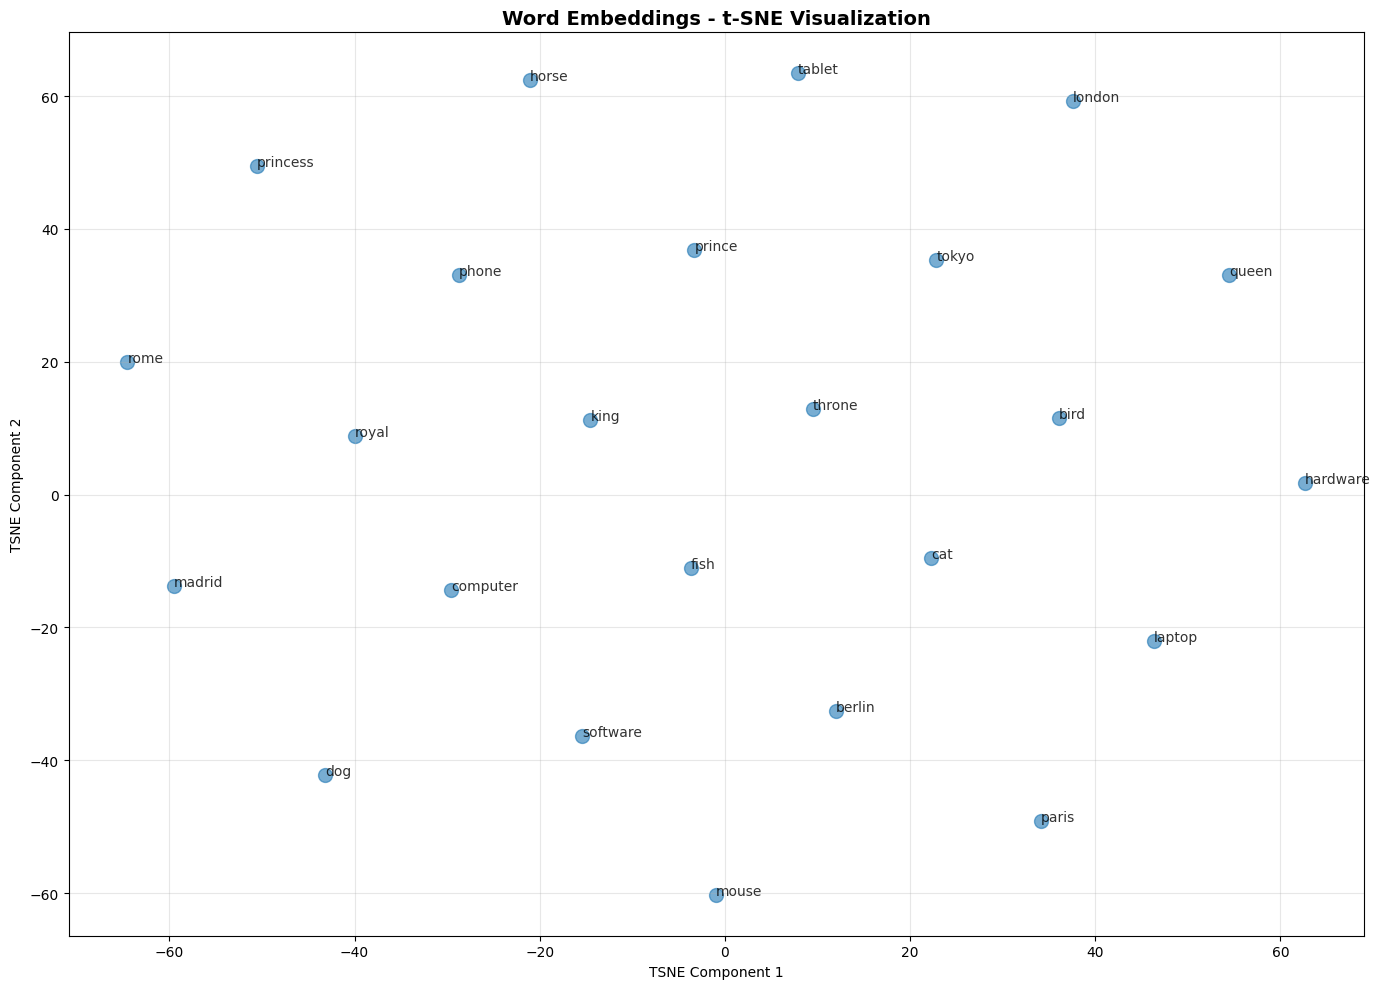 Word Embeddings - t-SNE Visualization
horse
tablet
london
princess
prince
tokyo
phone
queen
rome
throne
king
bird
royal
hardware
cat
fish
madrid
computer
laptop
berlin
software
dog
paris
mouse
60
40
20
0
−20
−40
−60
TSNE Component 2
−60
−40
−20
0
20
40
60
TSNE Component 1